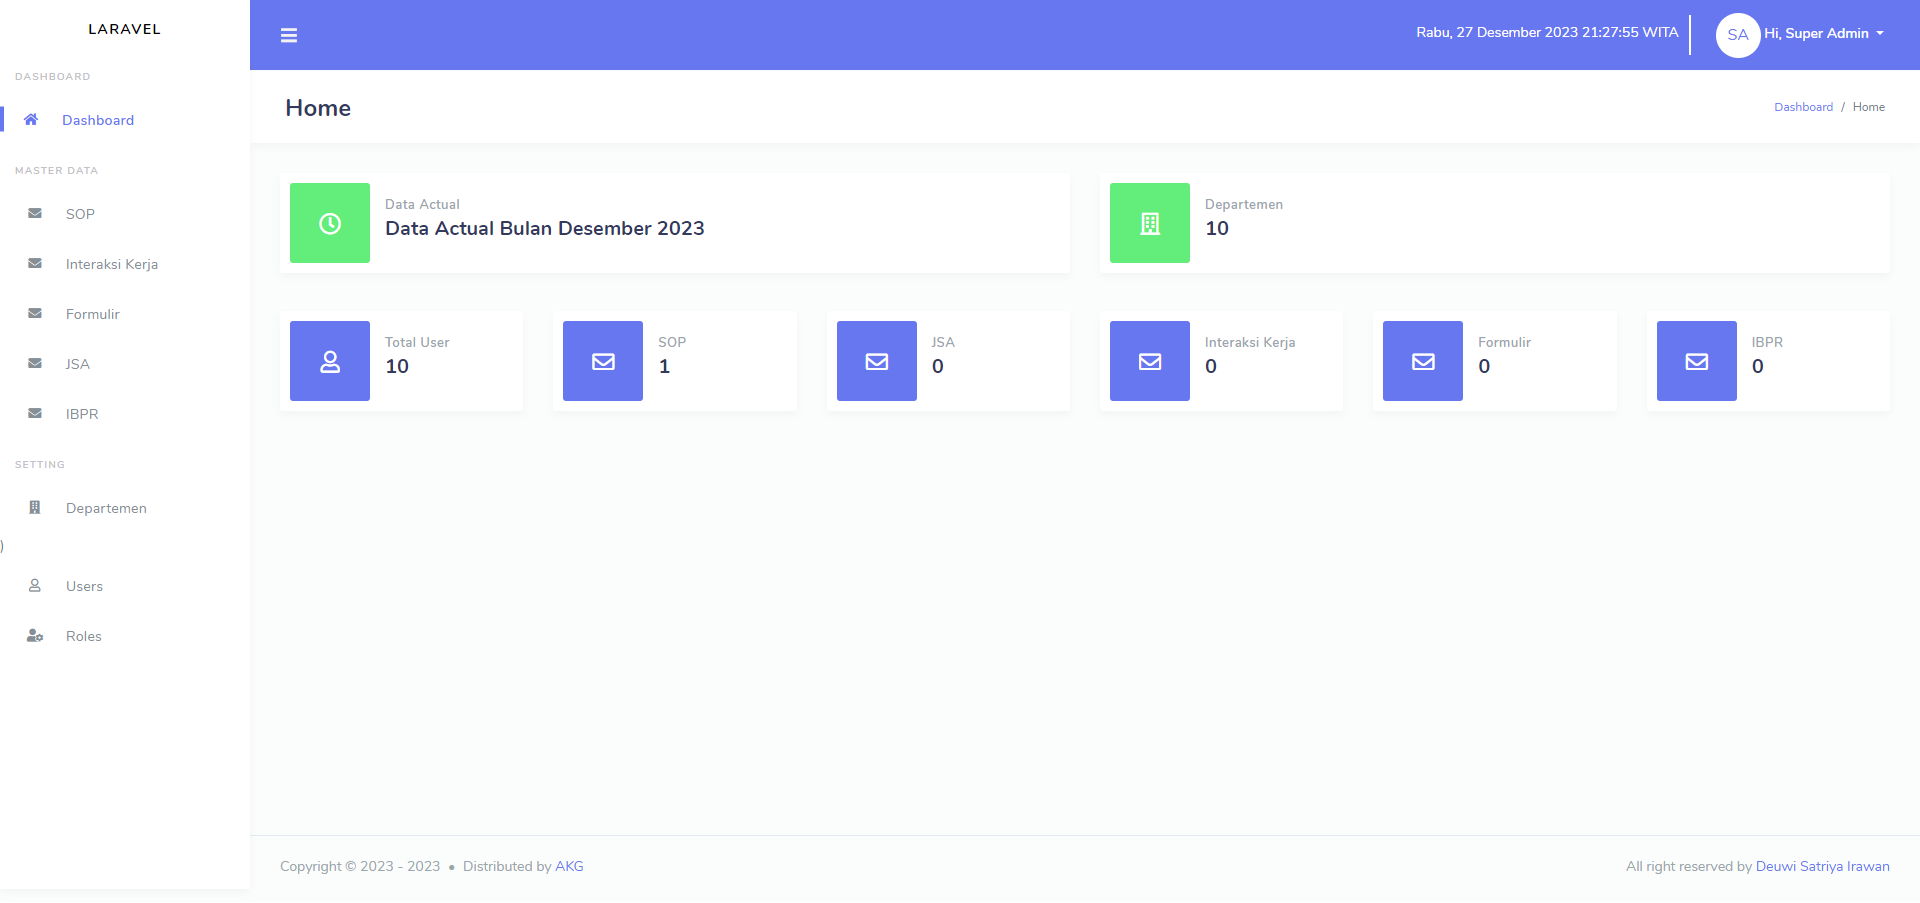 LARAVEL
DASHBOARD
Dashboard
MASTER DATA
SOP
Interaksi Kerja
Formulir
JSA
IBPR
SETTING
Departemen
)
Users
Roles
Rabu, 27 Desember 2023 21:27:55 WITA
SA Hi, Super Admin
Home
Dashboard / Home
Data Actual
Data Actual Bulan Desember 2023
Departemen
10
Total User
10
SOP
1
JSA
0
Interaksi Kerja
0
Formulir
0
IBPR
0
Copyright © 2023 - 2023 • Distributed by AKG
All right reserved by Deuwi Satriya Irawan